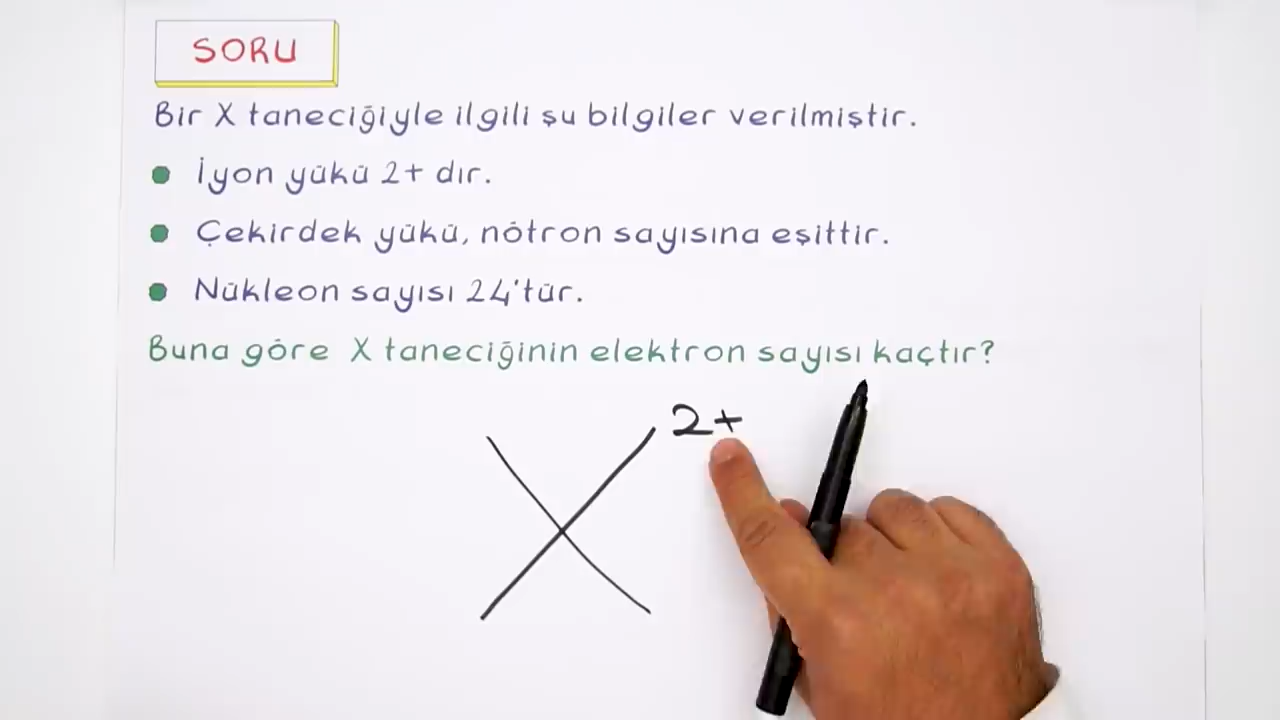 SORU
Bir X taneciğiyle ilgili şu bilgiler verilmiştir.
İyon yükü 2+ dır.
Çekirdek yükü, nötron sayısına eşittir.
Nükleon sayısı 24'tür.
Buna göre X taneciğinin elektron sayısı kaçtır?
X 2+